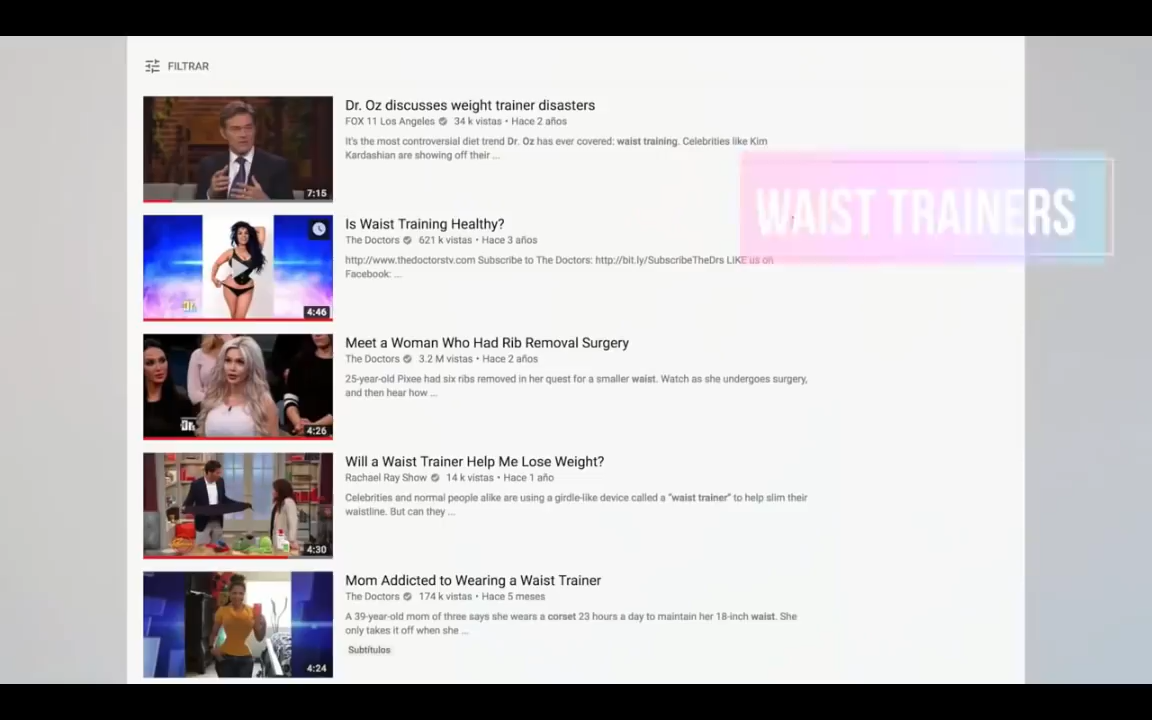 FILTRAR
Dr. Oz discusses weight trainer disasters
FOX 11 Los Angeles 34 k vistas • Hace 2 años
It's the most controversial diet trend Dr. Oz has ever covered: waist training. Celebrities like Kim
Kardashian are showing off their ...
7:15
WAIST TRAINERS
Is Waist Training Healthy?
The Doctors 621 k vistas • Hace 3 años
http://www.thedoctorstv.com Subscribe to The Doctors: http://bit.ly/SubscribeTheDrs LIKE us on
Facebook: ...
4:46
Meet a Woman Who Had Rib Removal Surgery
The Doctors 3.2 M vistas • Hace 2 años
25-year-old Pixee had six ribs removed in her quest for a smaller waist. Watch as she undergoes surgery,
and then hear how ...
Dr.
4:26
Will a Waist Trainer Help Me Lose Weight?
Rachael Ray Show 14 k vistas • Hace 1 año
Celebrities and normal people alike are using a girdle-like device called a "waist trainer" to help slim their
waistline. But can they ...
4:30
Mom Addicted to Wearing a Waist Trainer
The Doctors 174 k vistas • Hace 5 meses
A 39-year-old mom of three says she wears a corset 23 hours a day to maintain her 18-inch waist. She
only takes it off when she ...
Subtítulos
4:24